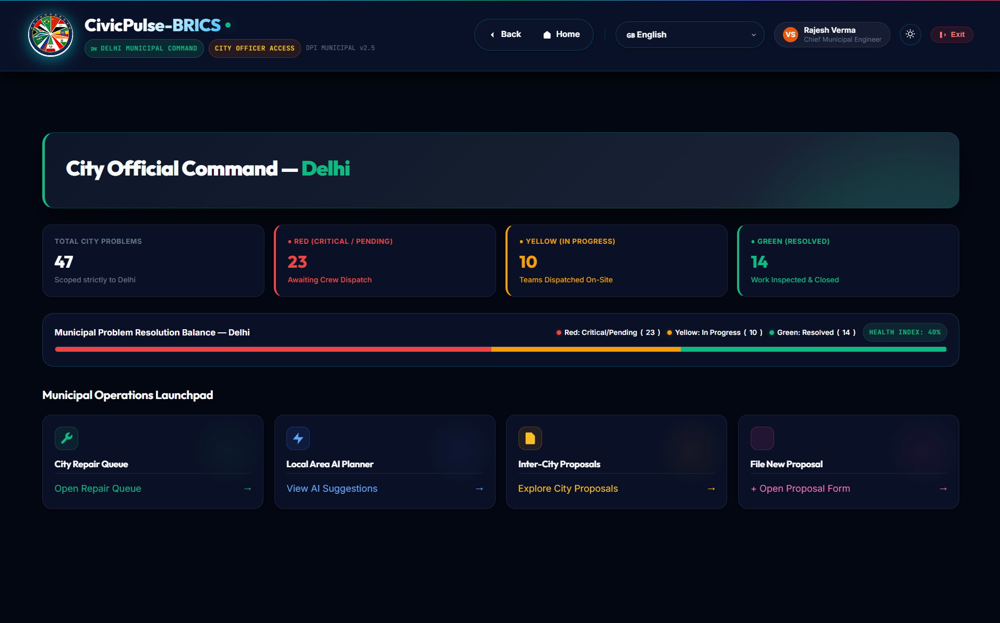 CivicPulse-BRICS
IN DELHI MUNICIPAL COMMAND
CITY OFFICER ACCESS
DPI MUNICIPAL v2.5
Back
Home
GB English
VS
Rajesh Verma
Chief Municipal Engineer
Exit
City Official Command — Delhi
TOTAL CITY PROBLEMS
47
Scoped strictly to Delhi
• RED (CRITICAL / PENDING)
23
Awaiting Crew Dispatch
• YELLOW (IN PROGRESS)
10
Teams Dispatched On-Site
• GREEN (RESOLVED)
14
Work Inspected & Closed
Municipal Problem Resolution Balance — Delhi
Red: Critical/Pending ( 23 )
Yellow: In Progress ( 10 )
Green: Resolved ( 14 )
HEALTH INDEX: 40%
Municipal Operations Launchpad
City Repair Queue
Open Repair Queue →
Local Area AI Planner
View AI Suggestions →
Inter-City Proposals
Explore City Proposals →
File New Proposal
+ Open Proposal Form →